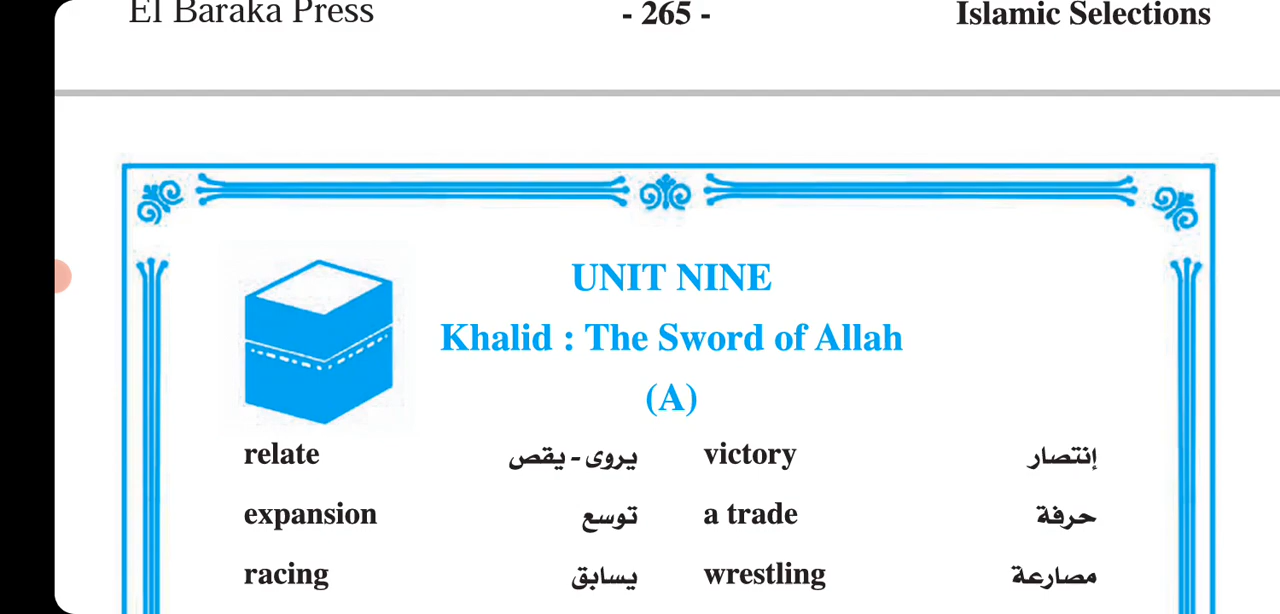 El Baraka Press - 265 - Islamic Selections
UNIT NINE
Khalid : The Sword of Allah
(A)
relate يروى - يقص victory إنتصار
expansion توسع a trade حرفة
racing يسابق wrestling مصارعة